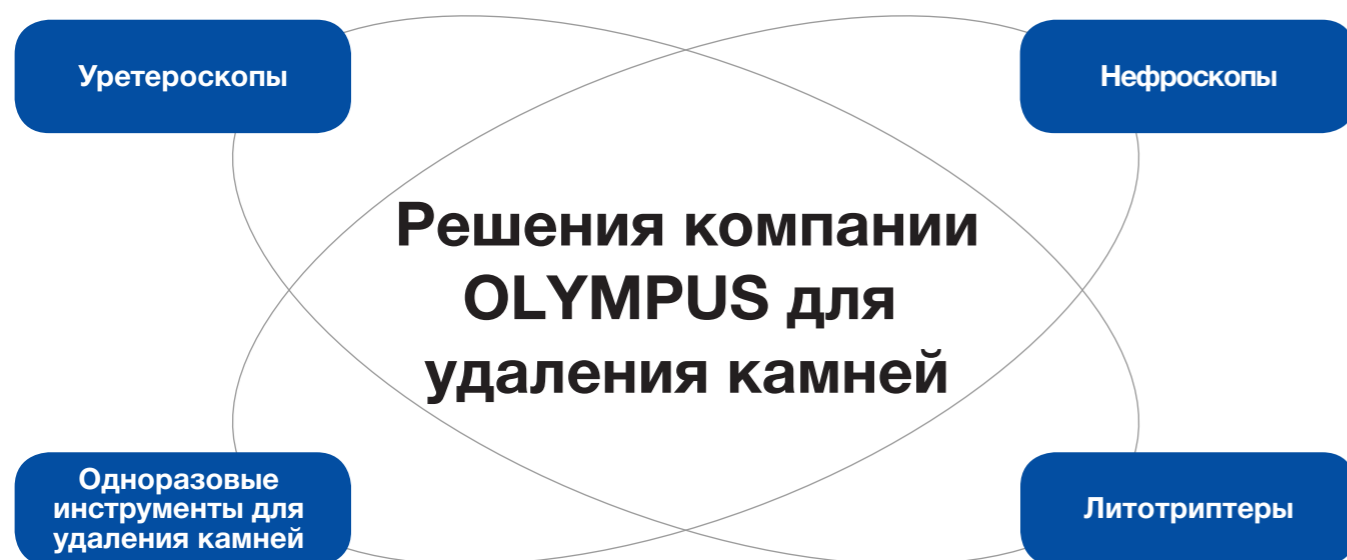 Уретероскопы
Нефроскопы
Решения компании
OLYMPUS для
удаления камней
Одноразовые
инструменты для
удаления камней
Литотриптеры